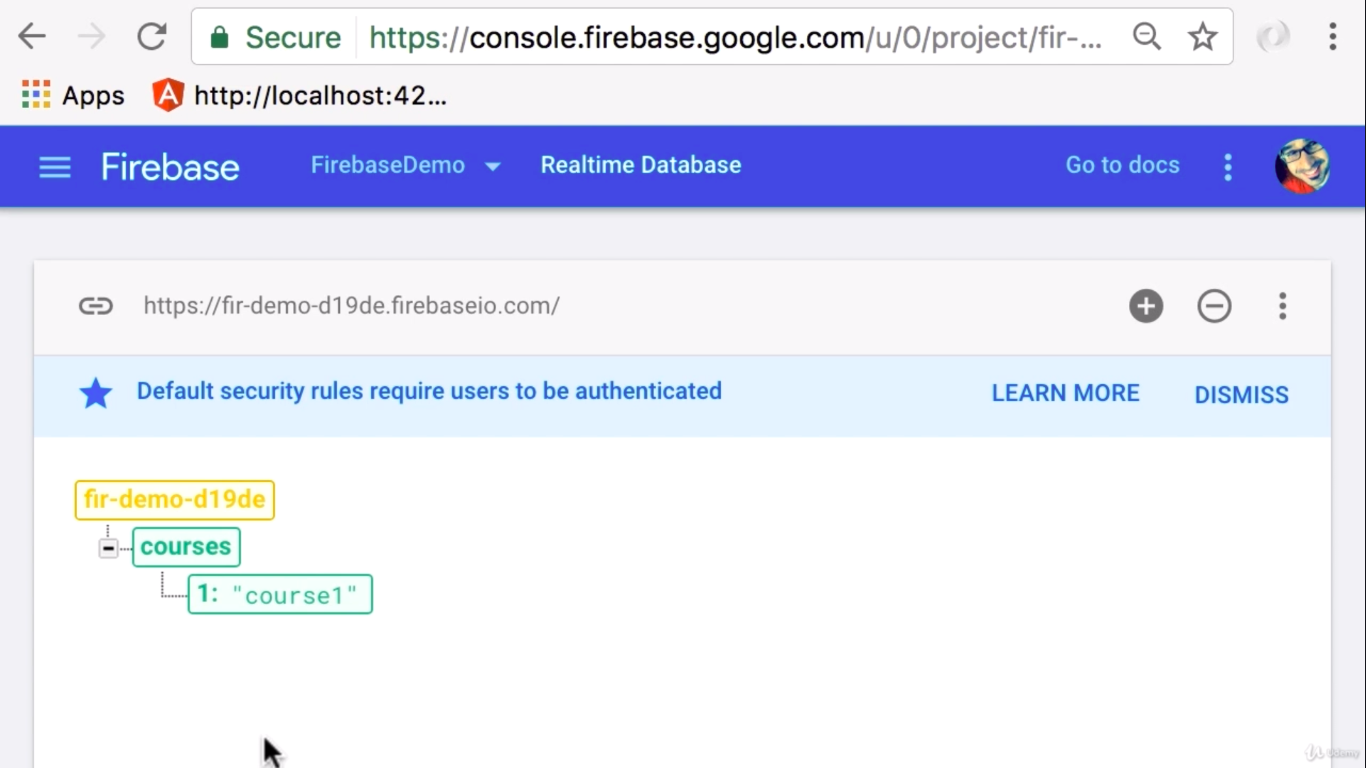 Secure https://console.firebase.google.com/u/0/project/fir-...
Apps http://localhost:42...
Firebase FirebaseDemo Realtime Database Go to docs
https://fir-demo-d19de.firebaseio.com/
Default security rules require users to be authenticated LEARN MORE DISMISS
fir-demo-d19de
courses
1: "course1"
Udemy